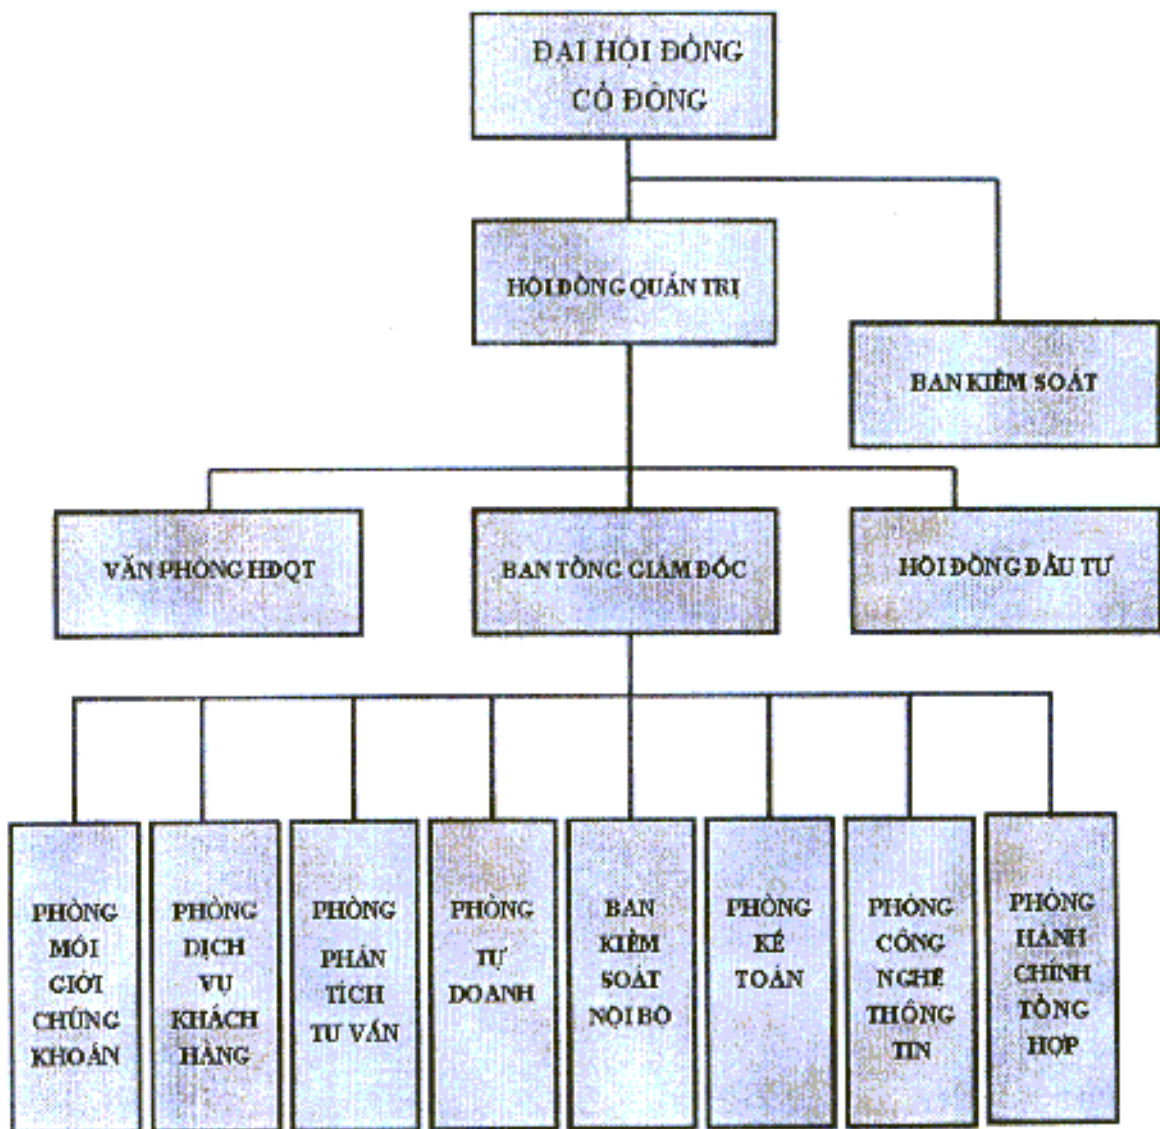 ĐẠI HỘI ĐỒNG
CỔ ĐÔNG
HỘI ĐỒNG QUẢN TRỊ
BAN KIỂM SOÁT
VĂN PHÒNG HĐQT
BAN TỔNG GIÁM ĐỐC
HỘI ĐỒNG ĐẦU TƯ
PHÒNG
MÔI
GIỚI
CHỨNG
KHOÁN
PHÒNG
DỊCH
VỤ
KHÁCH
HÀNG
PHÒNG
PHÂN
TÍCH
TƯ VẤN
PHÒNG
TỰ
DOANH
BAN
KIỂM
SOÁT
NỘI BỘ
PHÒNG
KẾ
TOÁN
PHÒNG
CÔNG
NGHỆ
THÔNG
TIN
PHÒNG
HÀNH
CHÍNH
TỔNG
HỢP